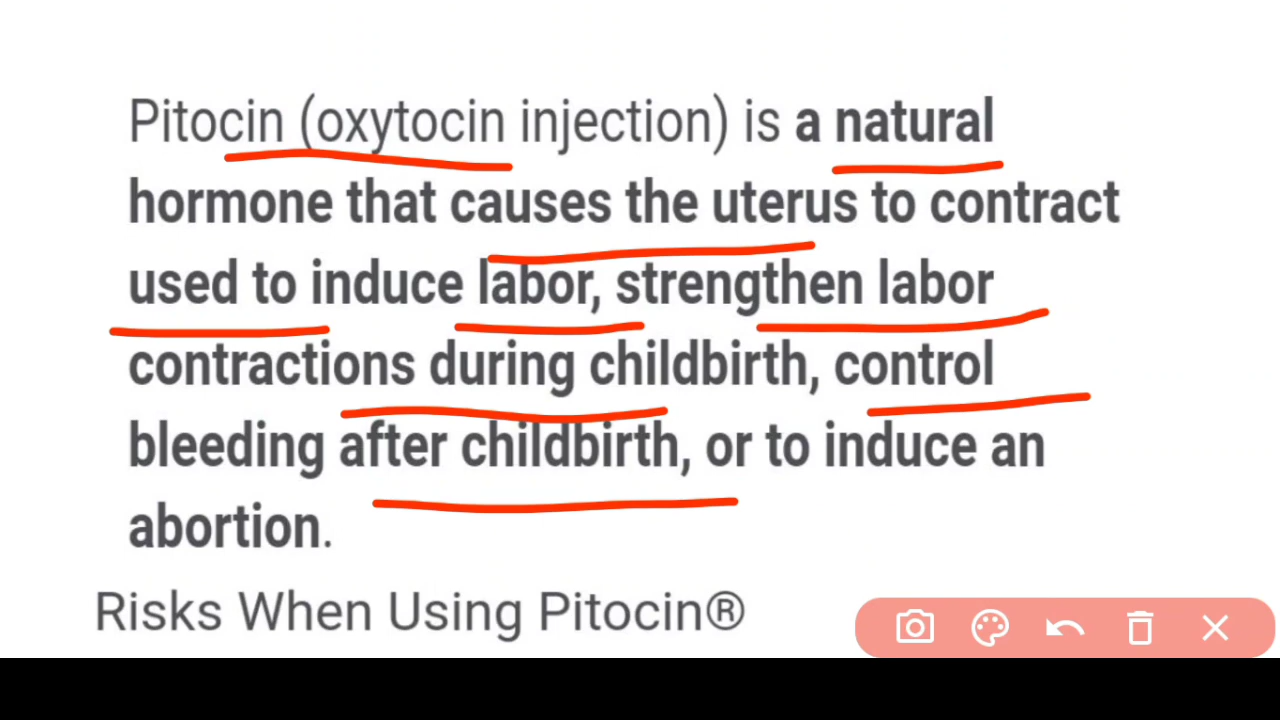 Pitocin (oxytocin injection) is a natural
hormone that causes the uterus to contract
used to induce labor, strengthen labor
contractions during childbirth, control
bleeding after childbirth, or to induce an
abortion.
Risks When Using Pitocin®